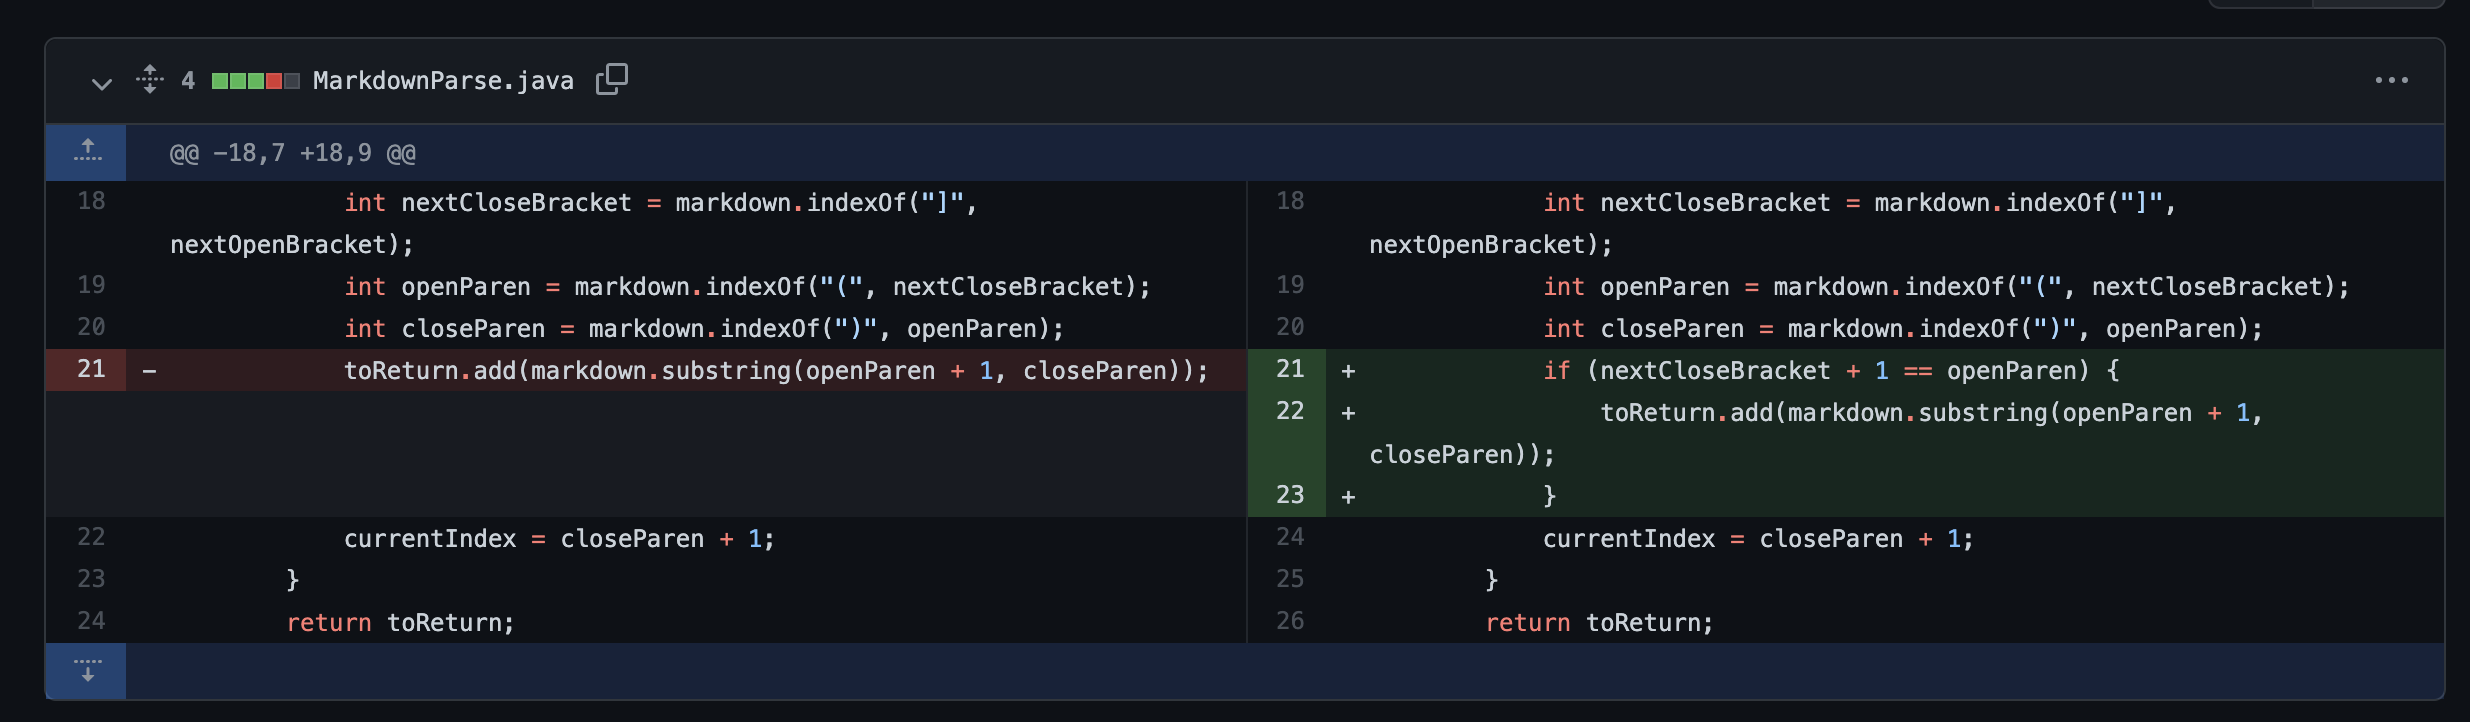 4 MarkdownParse.java
@@ -18,7 +18,9 @@
18 int nextCloseBracket = markdown.indexOf("]",
nextOpenBracket);
19 int openParen = markdown.indexOf("(", nextCloseBracket);
20 int closeParen = markdown.indexOf(")", openParen);
21 - toReturn.add(markdown.substring(openParen + 1, closeParen));
22 currentIndex = closeParen + 1;
23 }
24 return toReturn;
18 int nextCloseBracket = markdown.indexOf("]",
nextOpenBracket);
19 int openParen = markdown.indexOf("(", nextCloseBracket);
20 int closeParen = markdown.indexOf(")", openParen);
21 + if (nextCloseBracket + 1 == openParen) {
22 + toReturn.add(markdown.substring(openParen + 1,
closeParen));
23 + }
24 currentIndex = closeParen + 1;
25 }
26 return toReturn;